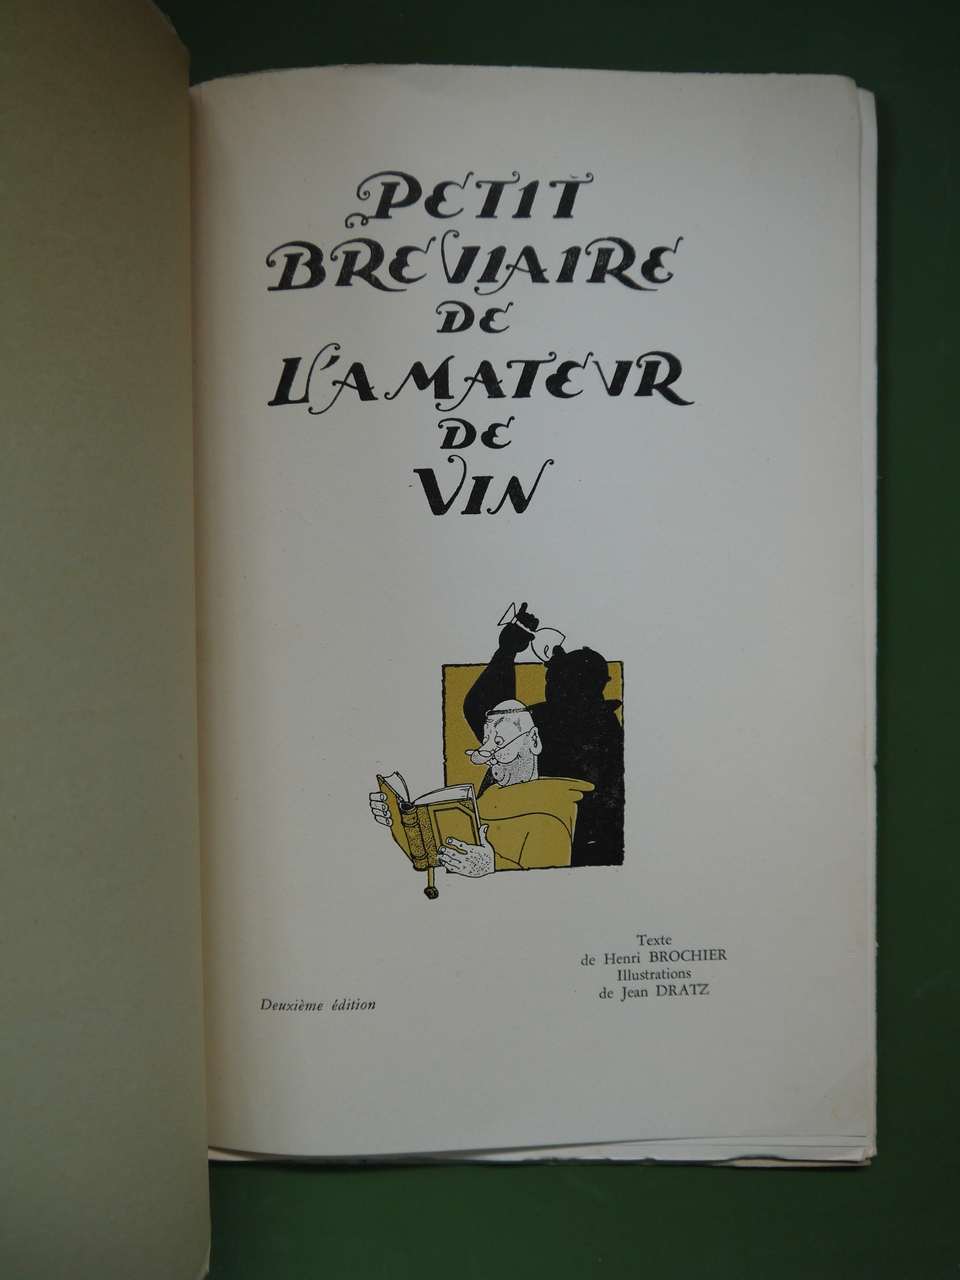 PETIT
BREVIAIRE
DE
L'AMATEUR
DE
VIN
Texte
de Henri BROCHIER
Illustrations
de Jean DRATZ
Deuxième édition